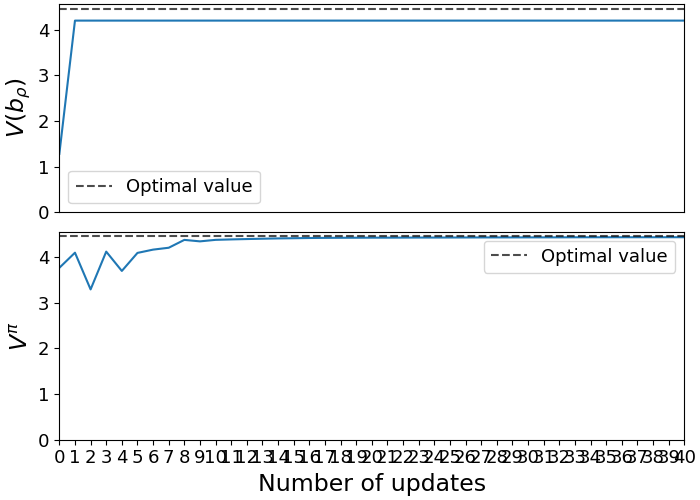 4
3
2
1
0
V(b_ρ)
Optimal value
4
3
2
1
0
V^π
Optimal value
0 1 2 3 4 5 6 7 8 9 10 11 12 13 14 15 16 17 18 19 20 21 22 23 24 25 26 27 28 29 30 31 32 33 34 35 36 37 38 39 40
Number of updates